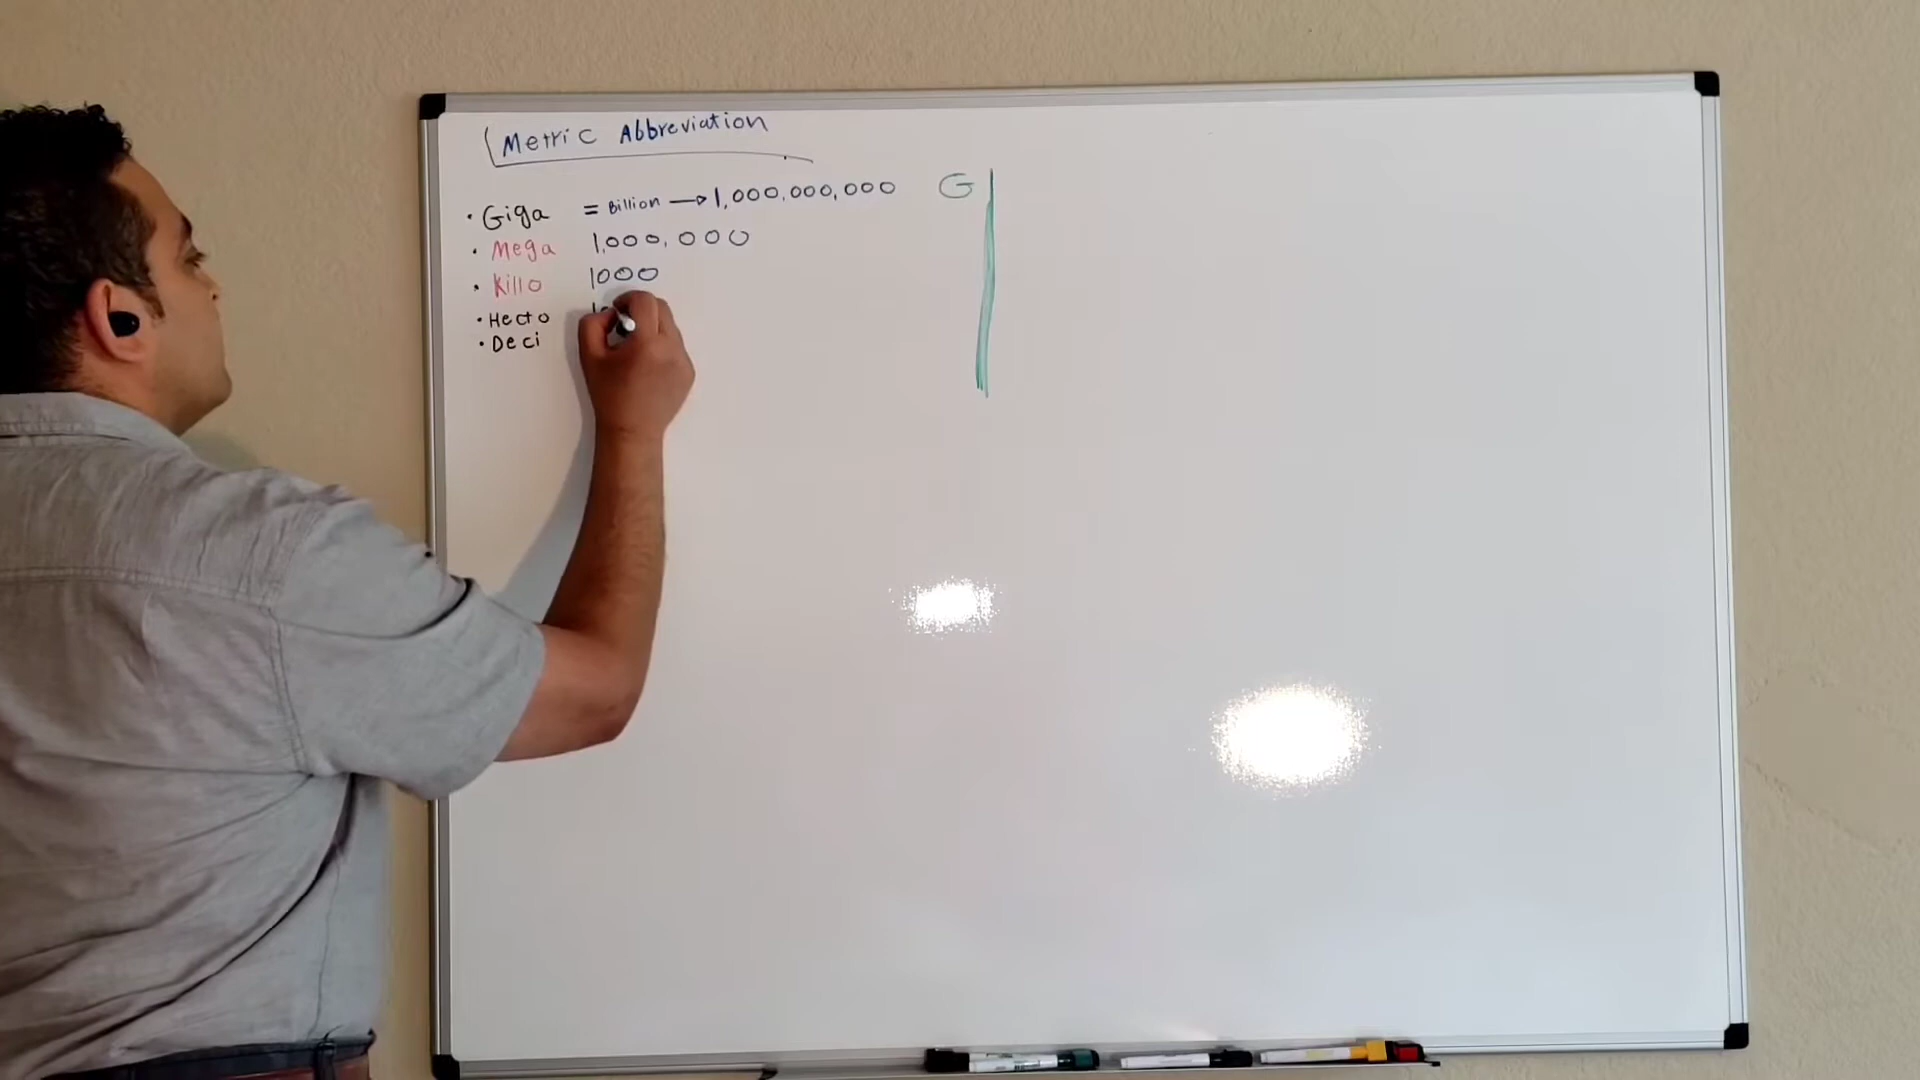 Metric Abbreviation
• Giga = Billion → 1,000,000,000 G
• Mega 1,000,000
• Killo 1000
• Hecto
• Deci